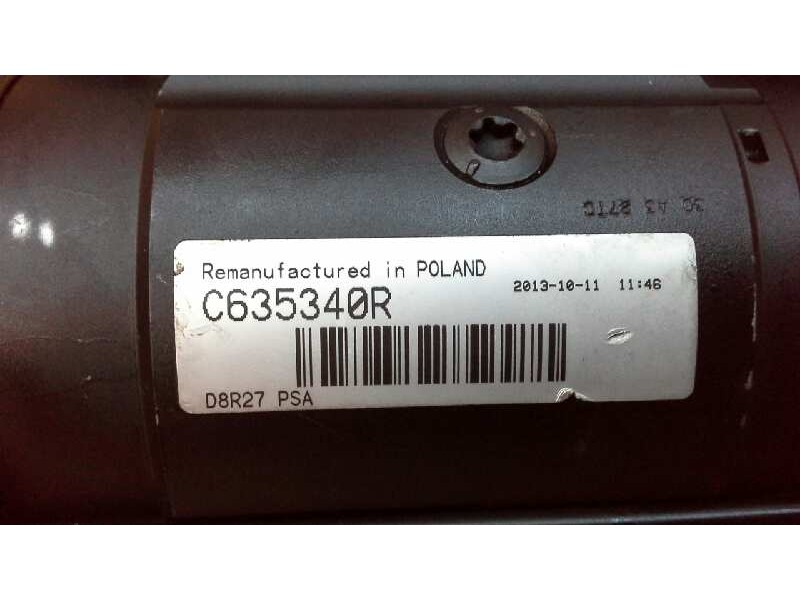 Remanufactured in POLAND
2013-10-11 11:46
C635340R
D8R27 PSA